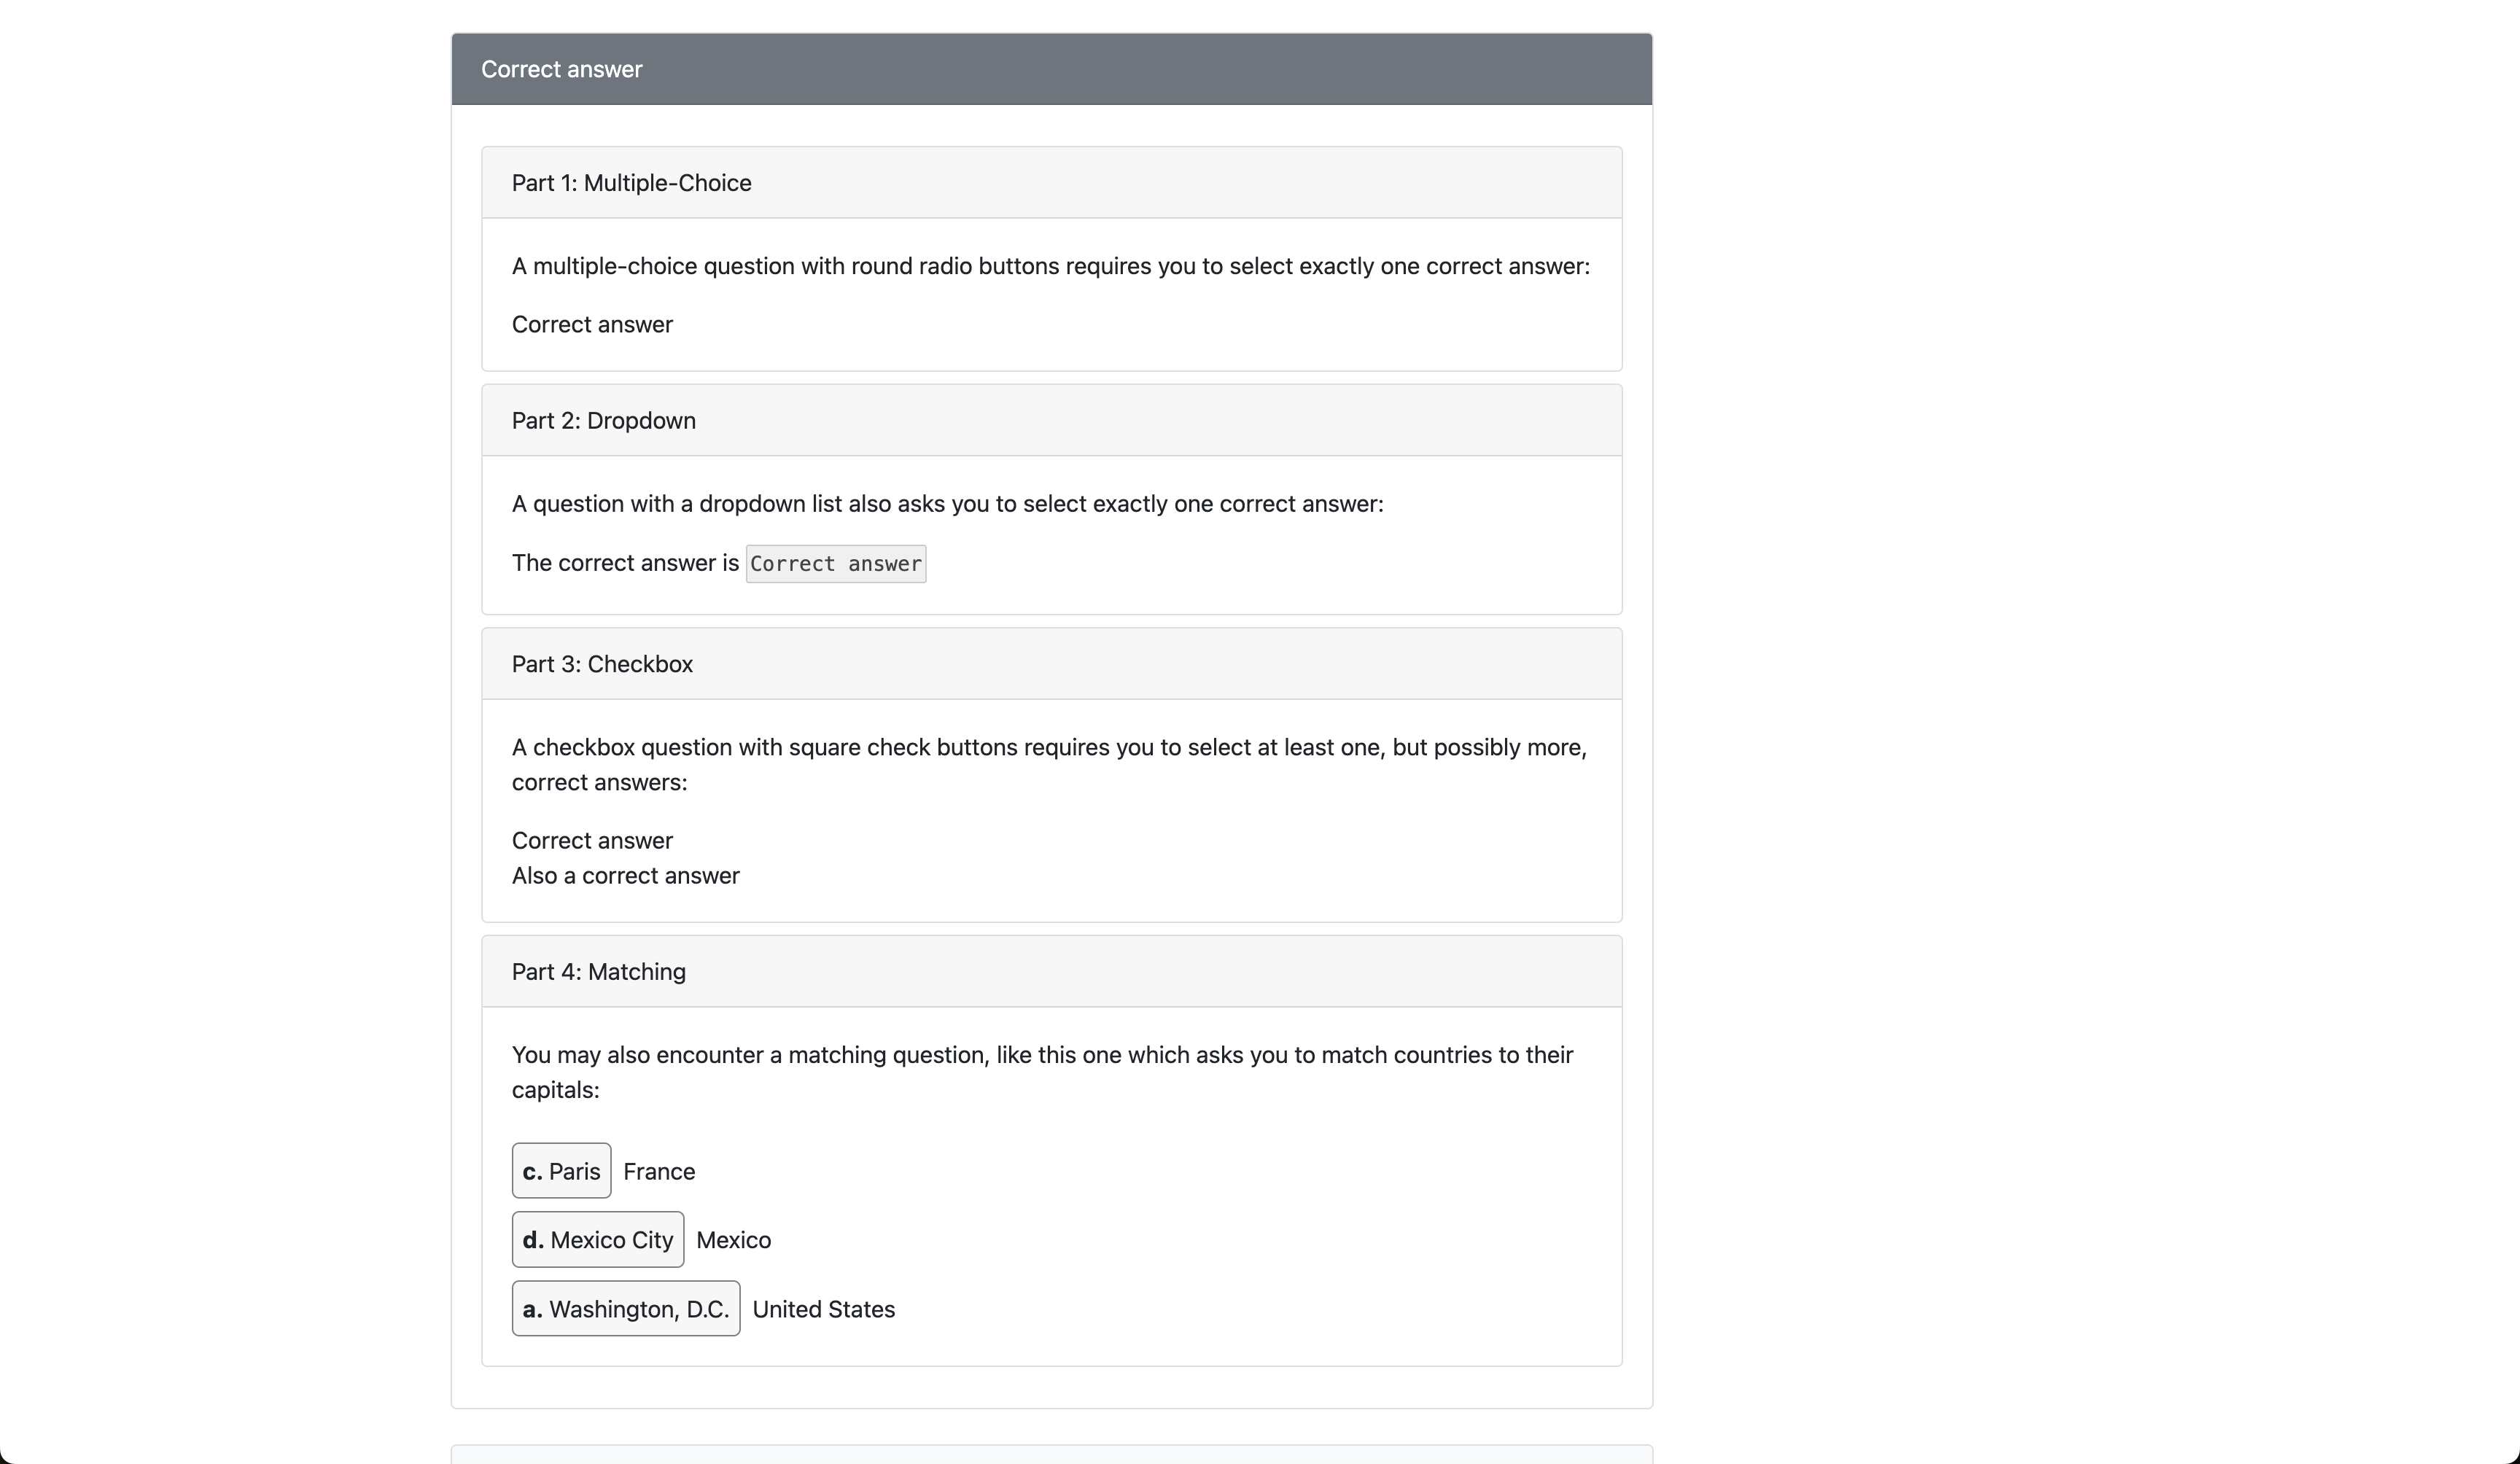 Correct answer
Part 1: Multiple-Choice
A multiple-choice question with round radio buttons requires you to select exactly one correct answer:
Correct answer
Part 2: Dropdown
A question with a dropdown list also asks you to select exactly one correct answer:
The correct answer is Correct answer
Part 3: Checkbox
A checkbox question with square check buttons requires you to select at least one, but possibly more,
correct answers:
Correct answer
Also a correct answer
Part 4: Matching
You may also encounter a matching question, like this one which asks you to match countries to their
capitals:
c. Paris France
d. Mexico City Mexico
a. Washington, D.C. United States